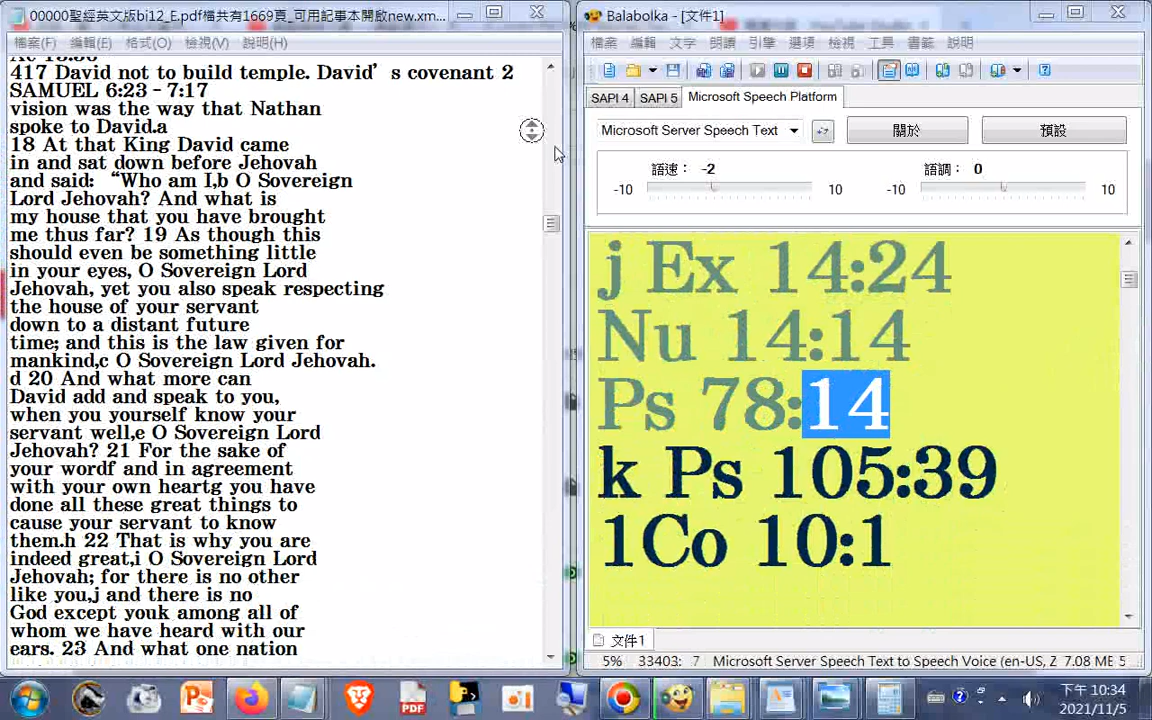 00000聖經英文版bi12_E.pdf檔共有1669頁_可用記事本開啟new.xm...
檔案(F) 編輯(E) 格式(O) 檢視(V) 說明(H)
417 David not to build temple. David's covenant 2
SAMUEL 6:23 - 7:17
vision was the way that Nathan
spoke to David.a
18 At that King David came
in and sat down before Jehovah
and said: “Who am I,b O Sovereign
Lord Jehovah? And what is
my house that you have brought
me thus far? 19 As though this
should even be something little
in your eyes, O Sovereign Lord
Jehovah, yet you also speak respecting
the house of your servant
down to a distant future
time; and this is the law given for
mankind,c O Sovereign Lord Jehovah.
d 20 And what more can
David add and speak to you,
when you yourself know your
servant well,e O Sovereign Lord
Jehovah? 21 For the sake of
your wordf and in agreement
with your own heartg you have
done all these great things to
cause your servant to know
them.h 22 That is why you are
indeed great,i O Sovereign Lord
Jehovah; for there is no other
like you,j and there is no
God except youk among all of
whom we have heard with our
ears. 23 And what one nation
Balabolka - [文件1]
檔案 編輯 文字 朗讀 引擎 選項 檢視 工具 書籤 說明
SAPI 4 SAPI 5 Microsoft Speech Platform
Microsoft Server Speech Text 關於 預設
語速: -2 語調: 0
-10 10 -10 10
j Ex 14:24
Nu 14:14
Ps 78:14
k Ps 105:39
1Co 10:1
文件1
5% 33403: 7 Microsoft Server Speech Text to Speech Voice (en-US, Z 7.08 MB 5
下午 10:34
2021/11/5